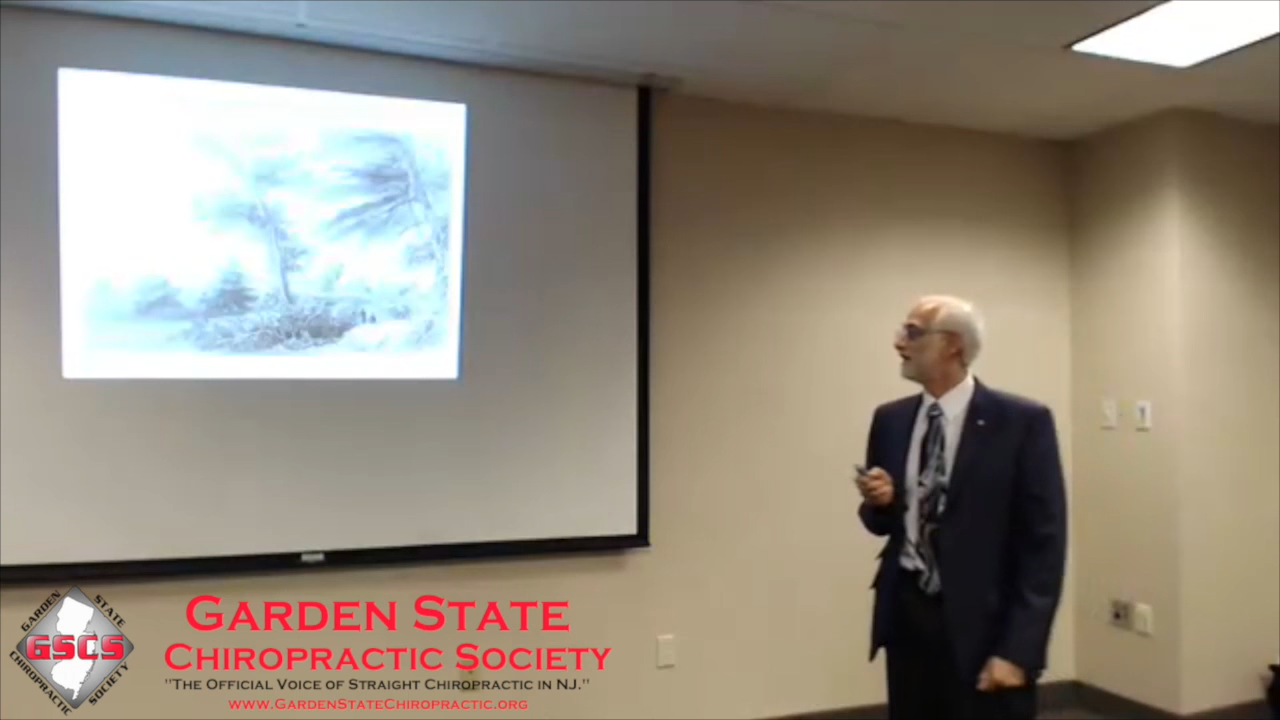 GARDEN STATE
CHIROPRACTIC SOCIETY
"THE OFFICIAL VOICE OF STRAIGHT CHIROPRACTIC IN NJ."
WWW.GARDENSTATECHIROPRACTIC.ORG
GARDEN STATE
GSCS
CHIROPRACTIC SOCIETY